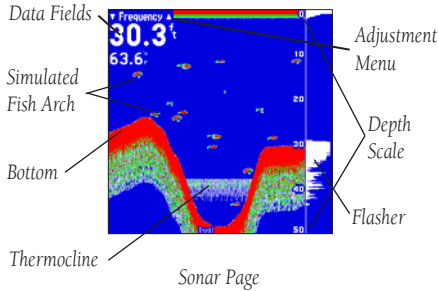 Data Fields
▼ Frequency ▲
30.3 ft
63.6°F
0
10
20
30
40
50
Adjustment
Menu
Simulated
Fish Arch
Depth
Scale
Bottom
Flasher
Thermocline
Sonar Page